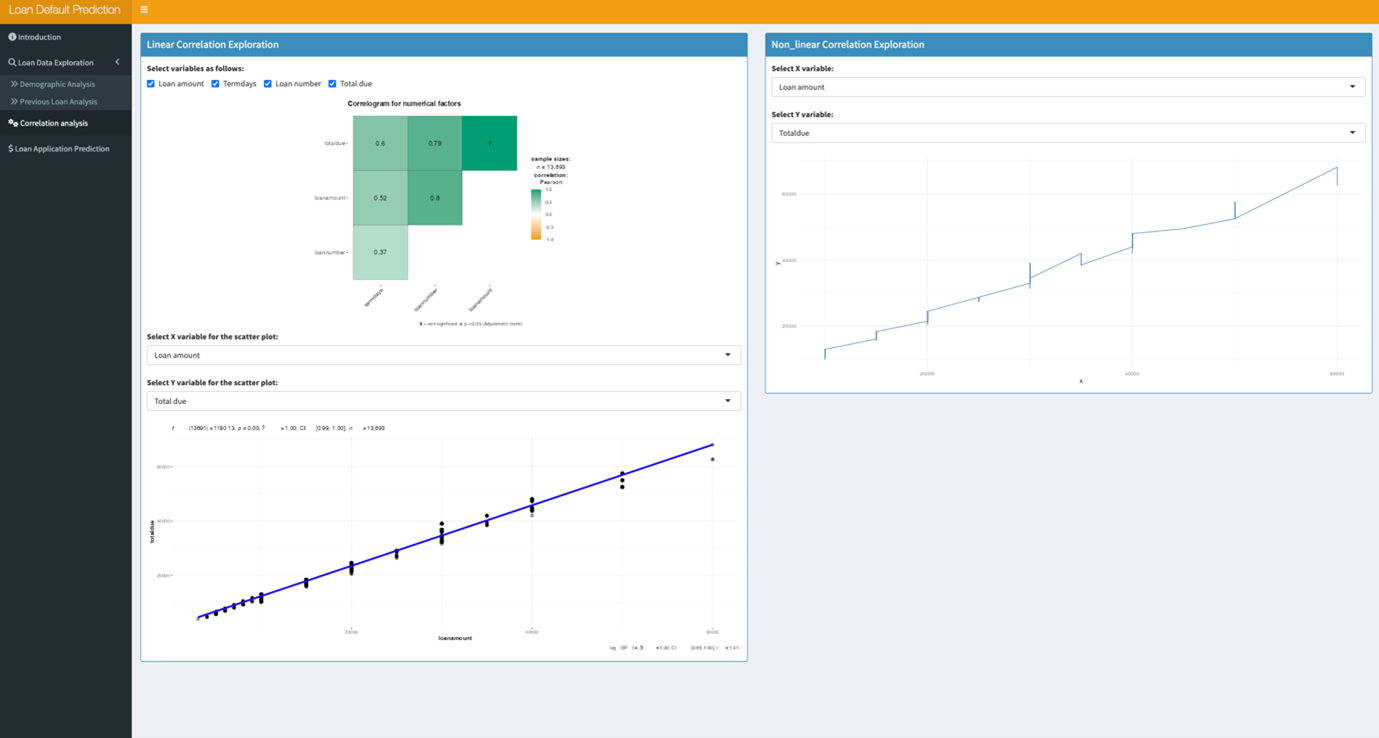 Loan Default Prediction
Introduction
Loan Data Exploration
Demographic Analysis
Previous Loan Analysis
Correlation analysis
Loan Application Prediction
Linear Correlation Exploration
Select variables as follows:
Loan amount Termdays Loan number Total due
Correlogram for numerical factors
totaldue
0.6 0.79 1
loanamount
0.52 0.8
loannumber
0.37
termdays loannumber loanamount
sample sizes:
n = 13,693
correlation:
Pearson
1.0
0.5
0.0
-0.5
-1.0
X = non-significant at p < 0.05 (Adjustment: Holm)
Select X variable for the scatter plot:
Loan amount
Select Y variable for the scatter plot:
Total due
t (13691) = 1180.13, p = 0.00, ? = 1.00, CI [0.99, 1.00], n = 13,693
60000
40000
20000
totaldue
20000 40000 60000
loanamount
= 1.00, CI [0.99, 1.00], = 1.41
Non_linear Correlation Exploration
Select X variable:
Loan amount
Select Y variable:
Totaldue
60000
40000
20000
y
20000 40000 60000
x